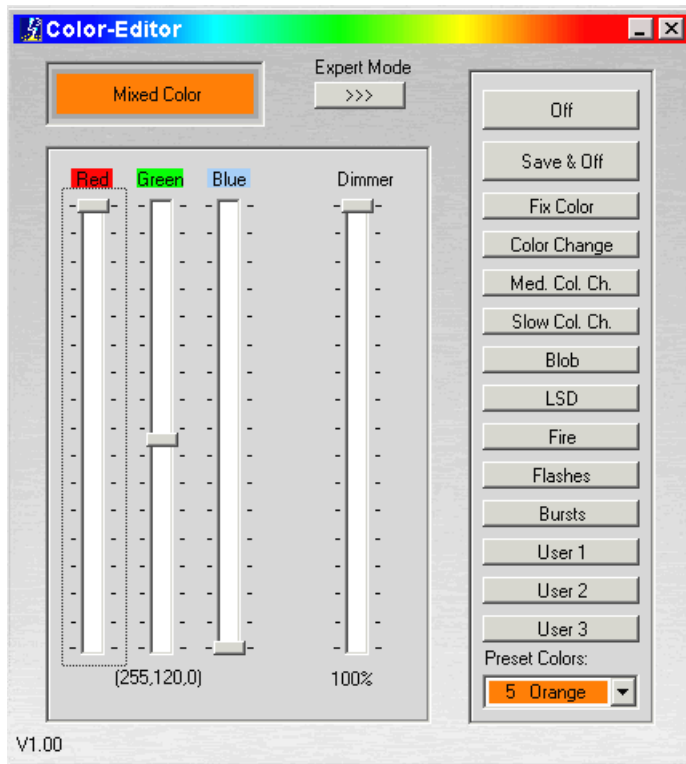 Color-Editor
Mixed Color
Expert Mode
>>>
Red Green Blue Dimmer
(255,120,0) 100%
Off
Save & Off
Fix Color
Color Change
Med. Col. Ch.
Slow Col. Ch.
Blob
LSD
Fire
Flashes
Bursts
User 1
User 2
User 3
Preset Colors:
5 Orange
V1.00